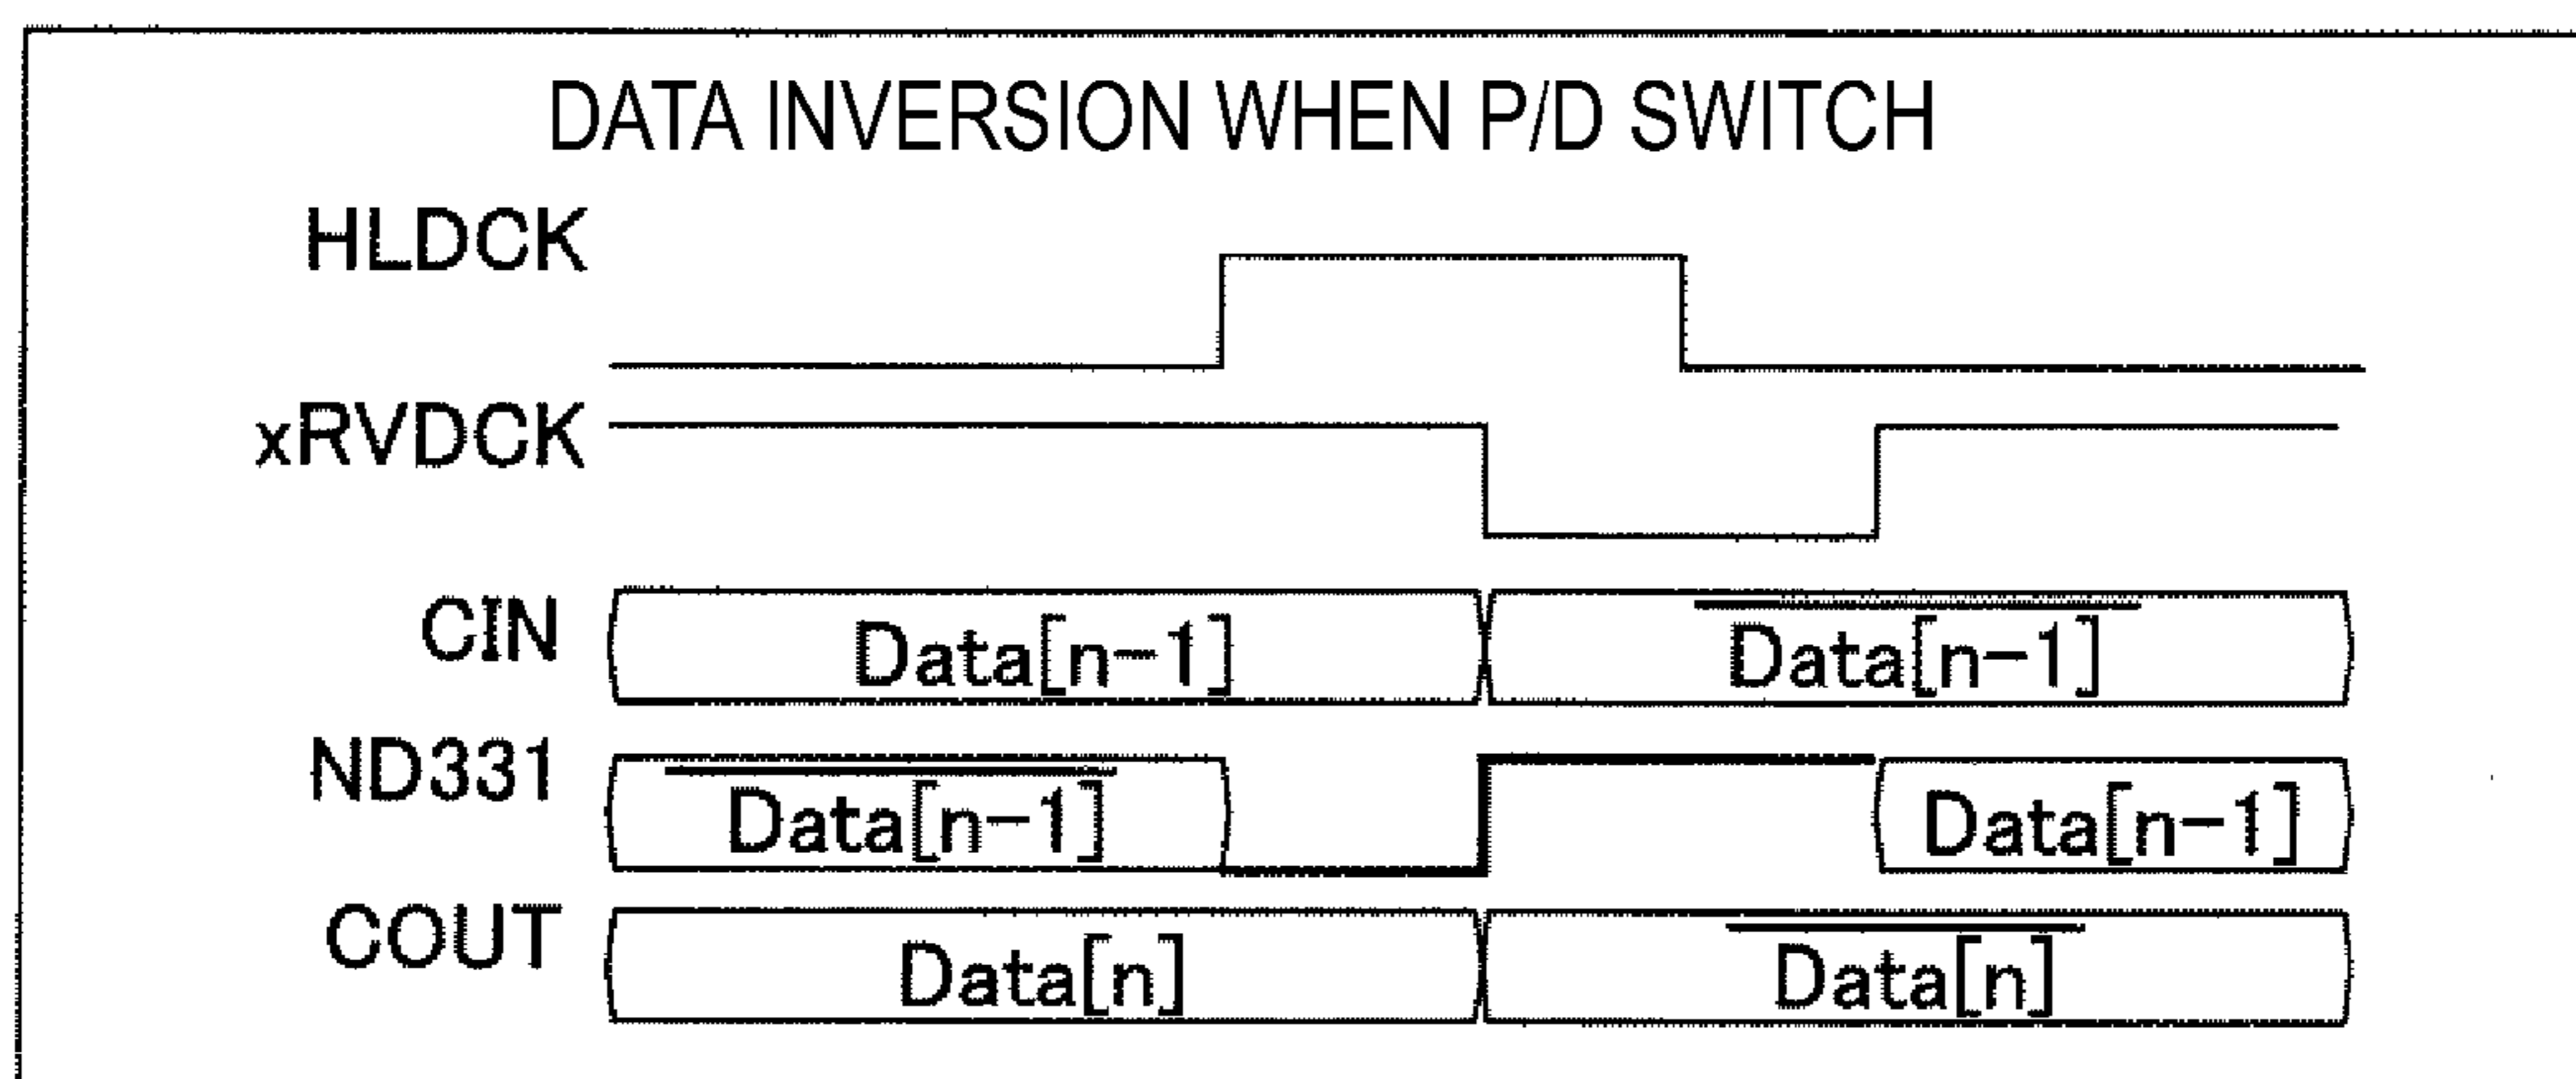 DATA INVERSION WHEN P/D SWITCH
HLDCK
xRVDCK
CIN Data[n-1] Data[n-1]
ND331 Data[n-1] Data[n-1]
COUT Data[n] Data[n]